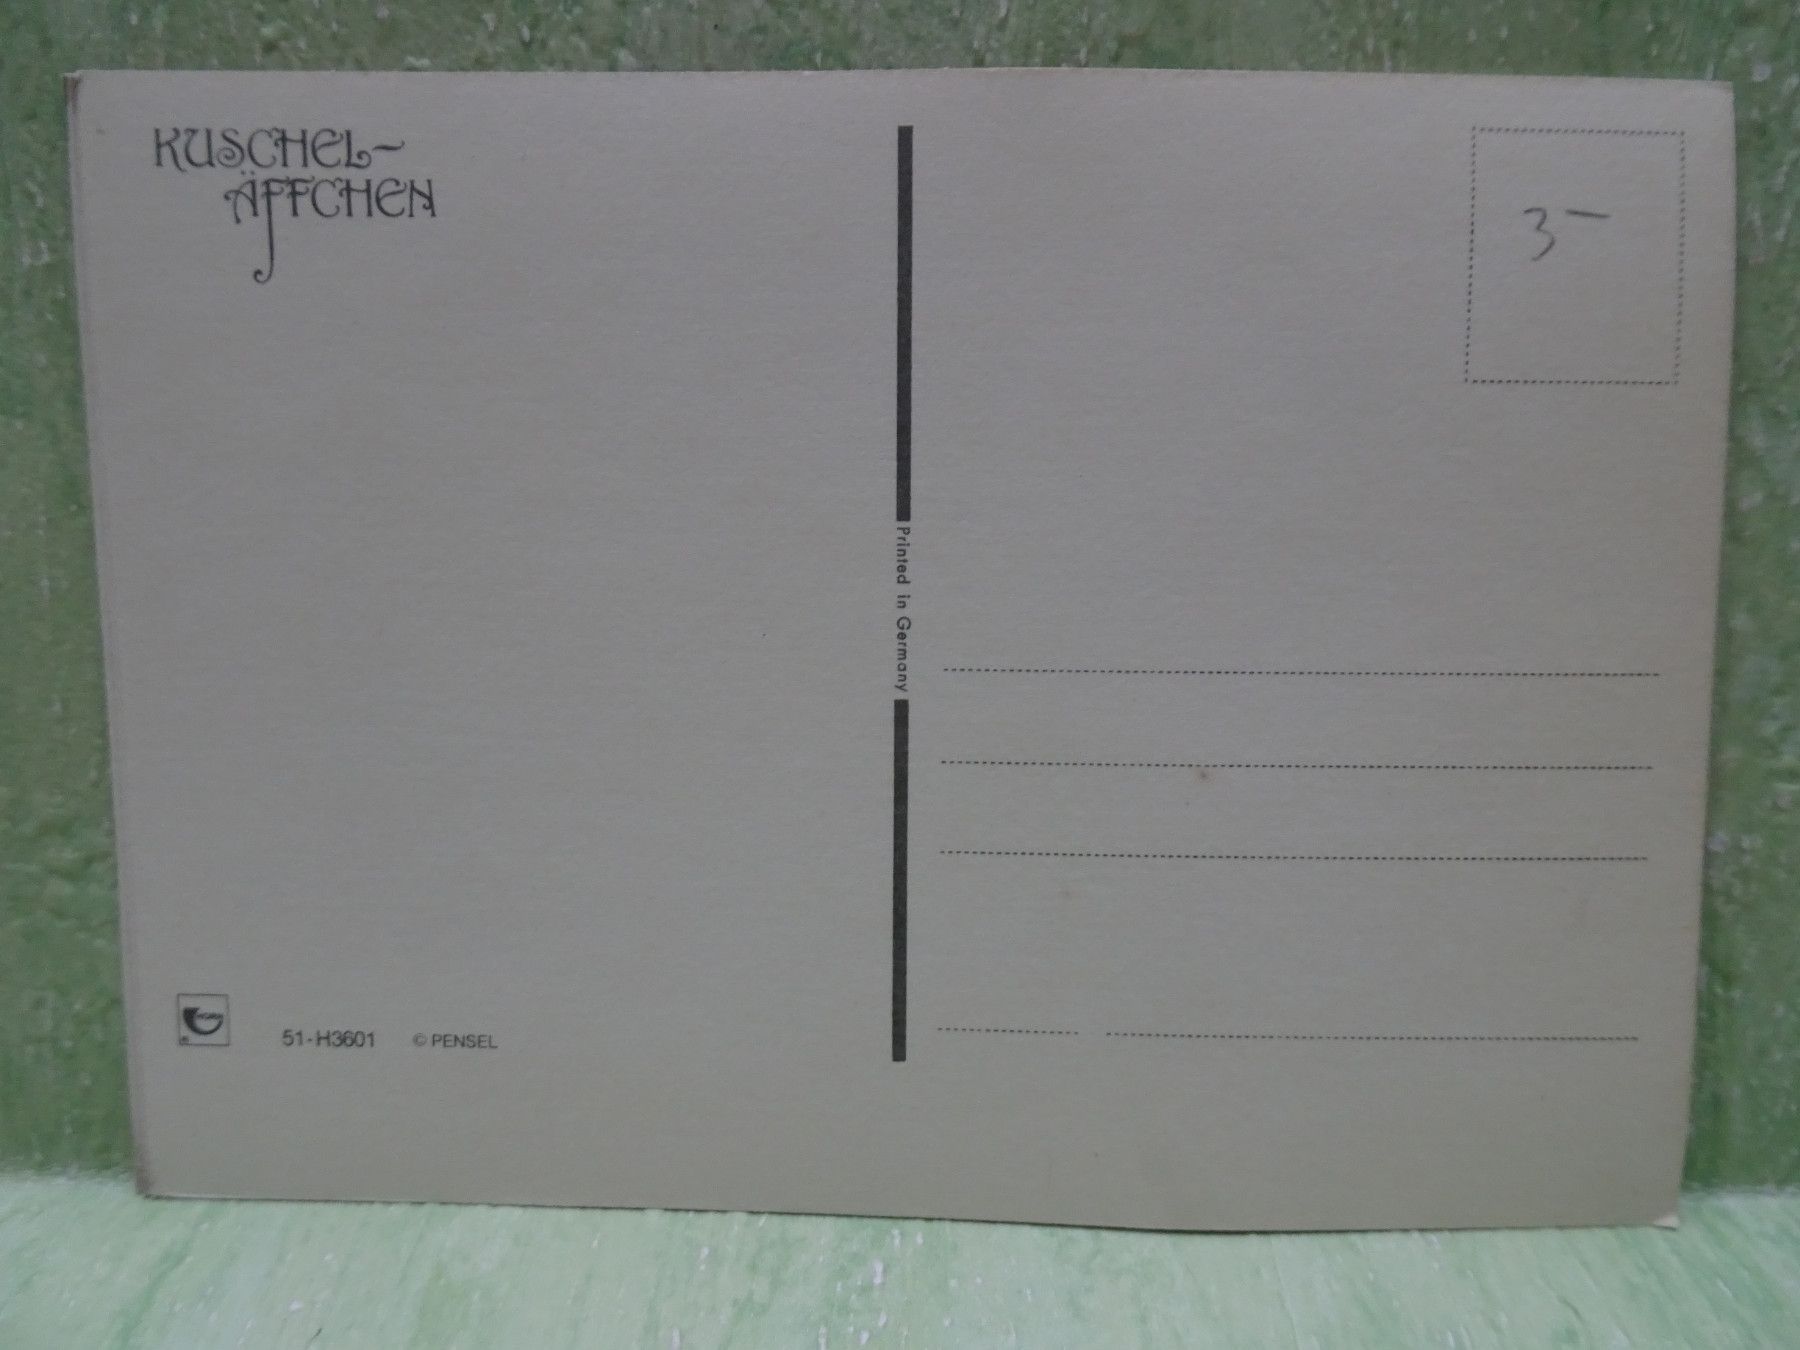 KUSCHEL-
ÄFFCHEN
3 -
Printed in Germany
51-H3601 © PENSEL